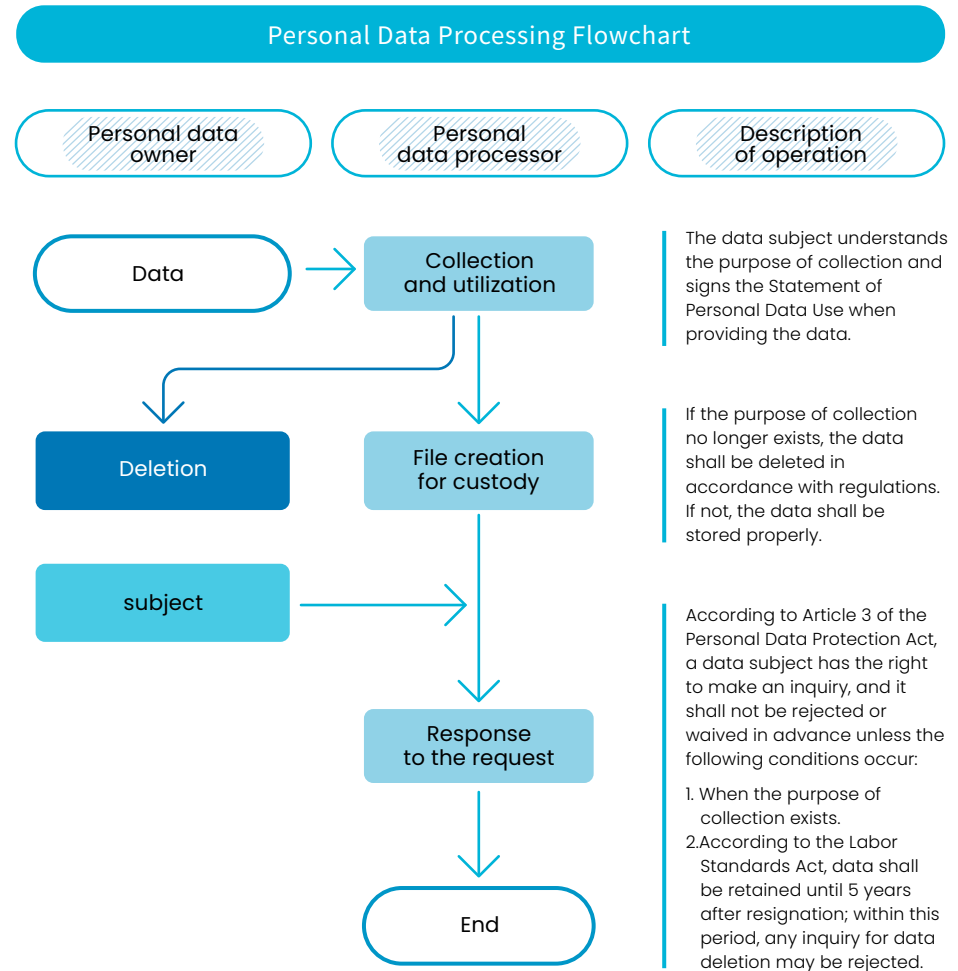 Personal Data Processing Flowchart
Personal data
owner
Personal
data processor
Description
of operation
Data
Collection
and utilization
The data subject understands
the purpose of collection and
signs the Statement of
Personal Data Use when
providing the data.
Deletion
File creation
for custody
If the purpose of collection
no longer exists, the data
shall be deleted in
accordance with regulations.
If not, the data shall be
stored properly.
subject
Response
to the request
End
According to Article 3 of the
Personal Data Protection Act,
a data subject has the right
to make an inquiry, and it
shall not be rejected or
waived in advance unless the
following conditions occur:
1. When the purpose of
collection exists.
2.According to the Labor
Standards Act, data shall
be retained until 5 years
after resignation; within this
period, any inquiry for data
deletion may be rejected.